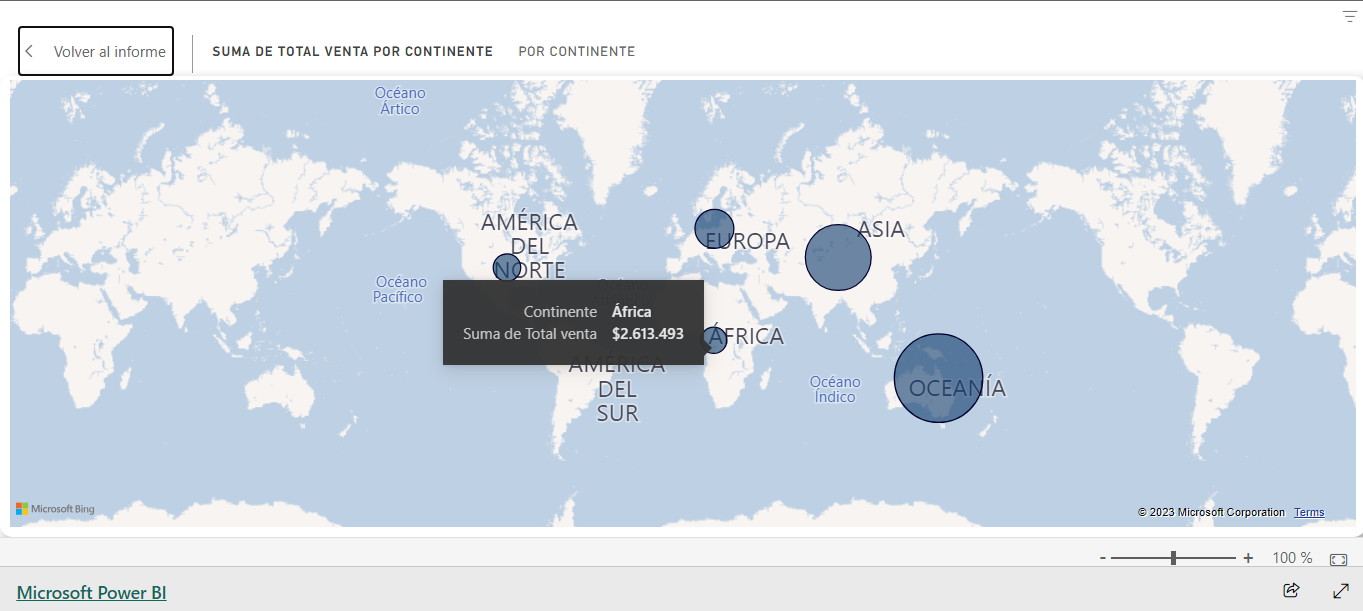 Volver al informe
SUMA DE TOTAL VENTA POR CONTINENTE
POR CONTINENTE
Océano
Ártico
AMÉRICA
DEL
NORTE
EUROPA
ASIA
Océano
Pacífico
Continente África
Suma de Total venta $2.613.493
ÁFRICA
AMÉRICA
DEL
SUR
Océano
Índico
OCEANÍA
Microsoft Bing
© 2023 Microsoft Corporation Terms
- + 100 %
Microsoft Power BI